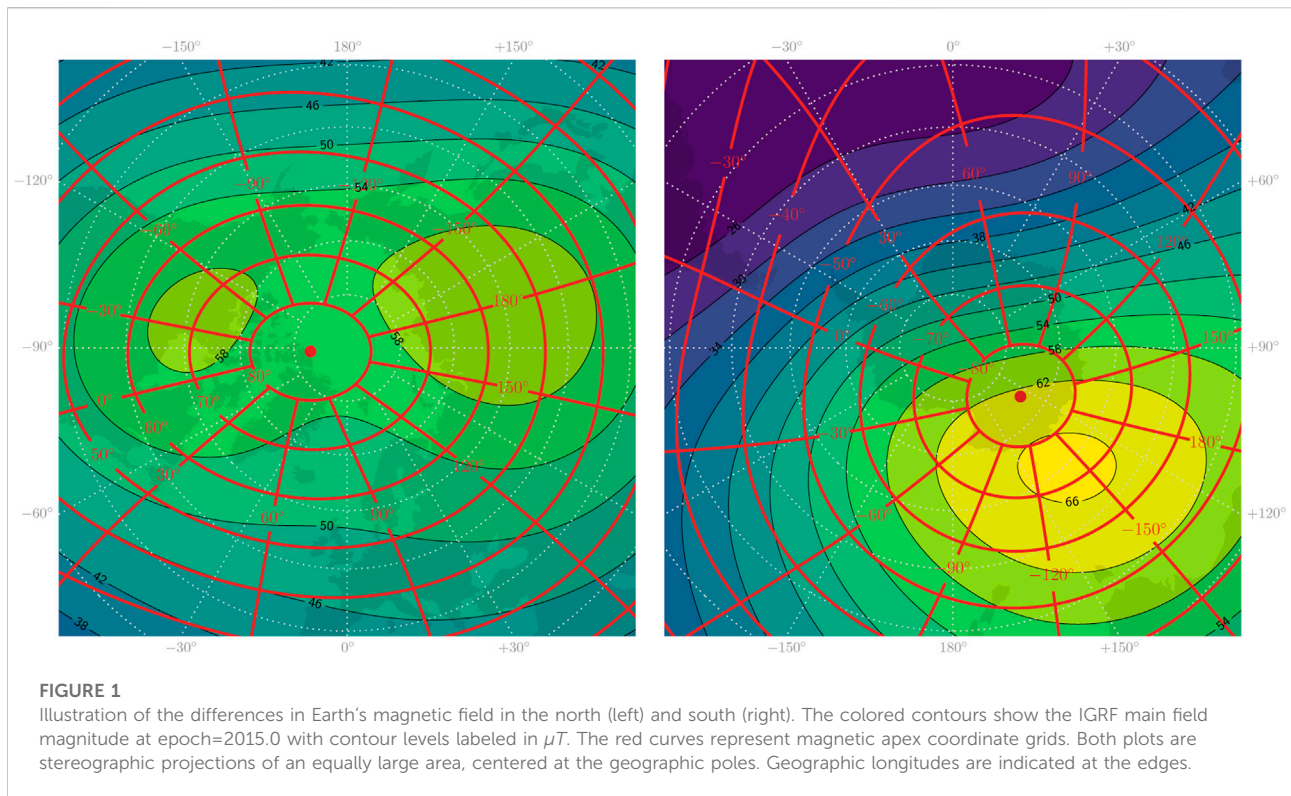 −150° 180° +150°
−30° 0° +30°
42 42
46
50
54
−90° −120°
−120° −60° −150°
−30° 180°
−90° 58 58
0° 80° 150°
70°
60°
50° 30° 120°
−60° 60° 90°
50
42 46
38
−30° 0° +30°
−30° 60° 90°
+60°
−40° 42
26 30° 38 120° 46
−50°
30 −60° 50
34 0° −70° 54 150°
58 +90°
−80° 62
−30° 180°
66
−60° −150° +120°
−90° −120°
54
−150° 180° +150°
FIGURE 1
Illustration of the differences in Earth's magnetic field in the north (left) and south (right). The colored contours show the IGRF main field
magnitude at epoch=2015.0 with contour levels labeled in μT. The red curves represent magnetic apex coordinate grids. Both plots are
stereographic projections of an equally large area, centered at the geographic poles. Geographic longitudes are indicated at the edges.